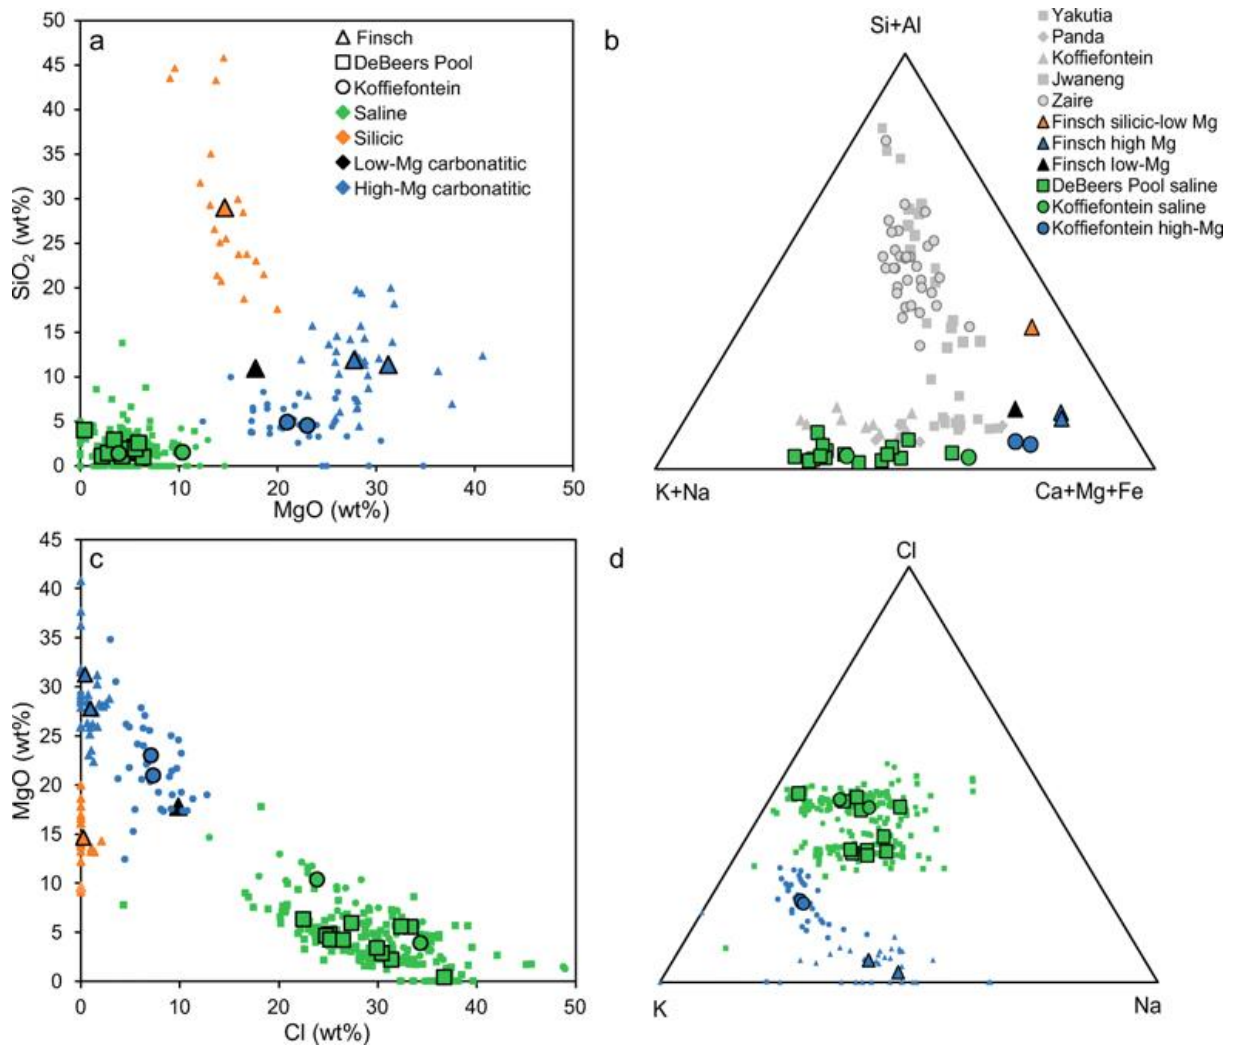 a
50
45
40
35
30
25
20
15
10
5
0
SiO2 (wt%)
0 10 20 30 40 50
MgO (wt%)
Finsch
DeBeers Pool
Koffiefontein
Saline
Silicic
Low-Mg carbonatitic
High-Mg carbonatitic
b
Si+Al
K+Na
Ca+Mg+Fe
Yakutia
Panda
Koffiefontein
Jwaneng
Zaire
Finsch silicic-low Mg
Finsch high Mg
Finsch low-Mg
DeBeers Pool saline
Koffiefontein saline
Koffiefontein high-Mg
c
45
40
35
30
25
20
15
10
5
0
MgO (wt%)
0 10 20 30 40 50
Cl (wt%)
d
Cl
K
Na